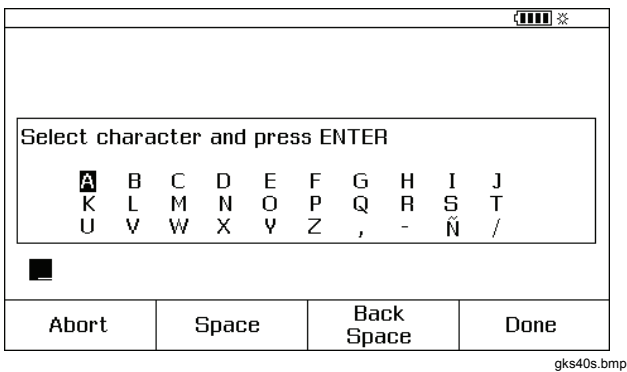 Select character and press ENTER
A B C D E F G H I J
K L M N O P Q R S T
U V W X Y Z , - Ñ /
_
Abort Space Back Space Done
gks40s.bmp